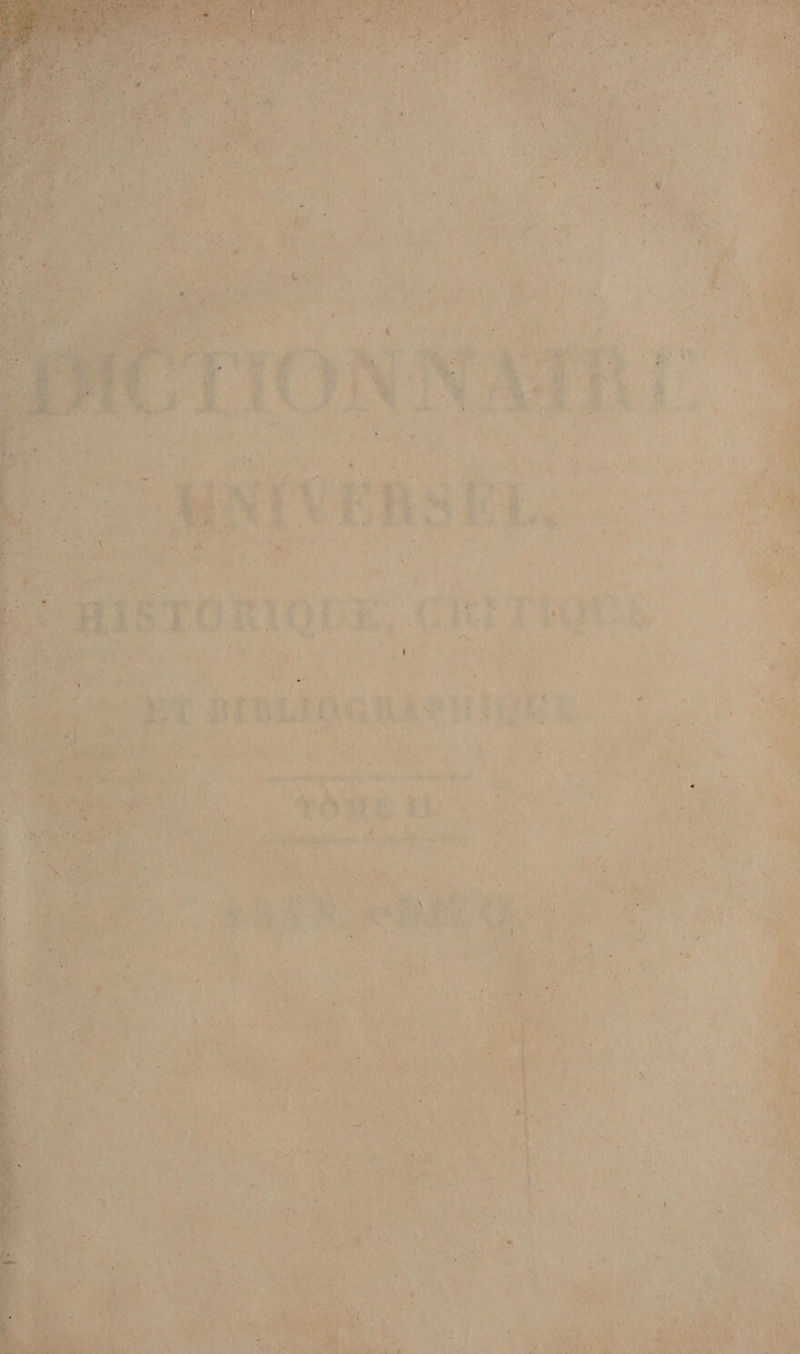 DICTIONNAIRE
UNIVERSEL,
HISTORIQUE, CRITIQUE
ET BIBLIOGRAPHIQUE
TOME II.